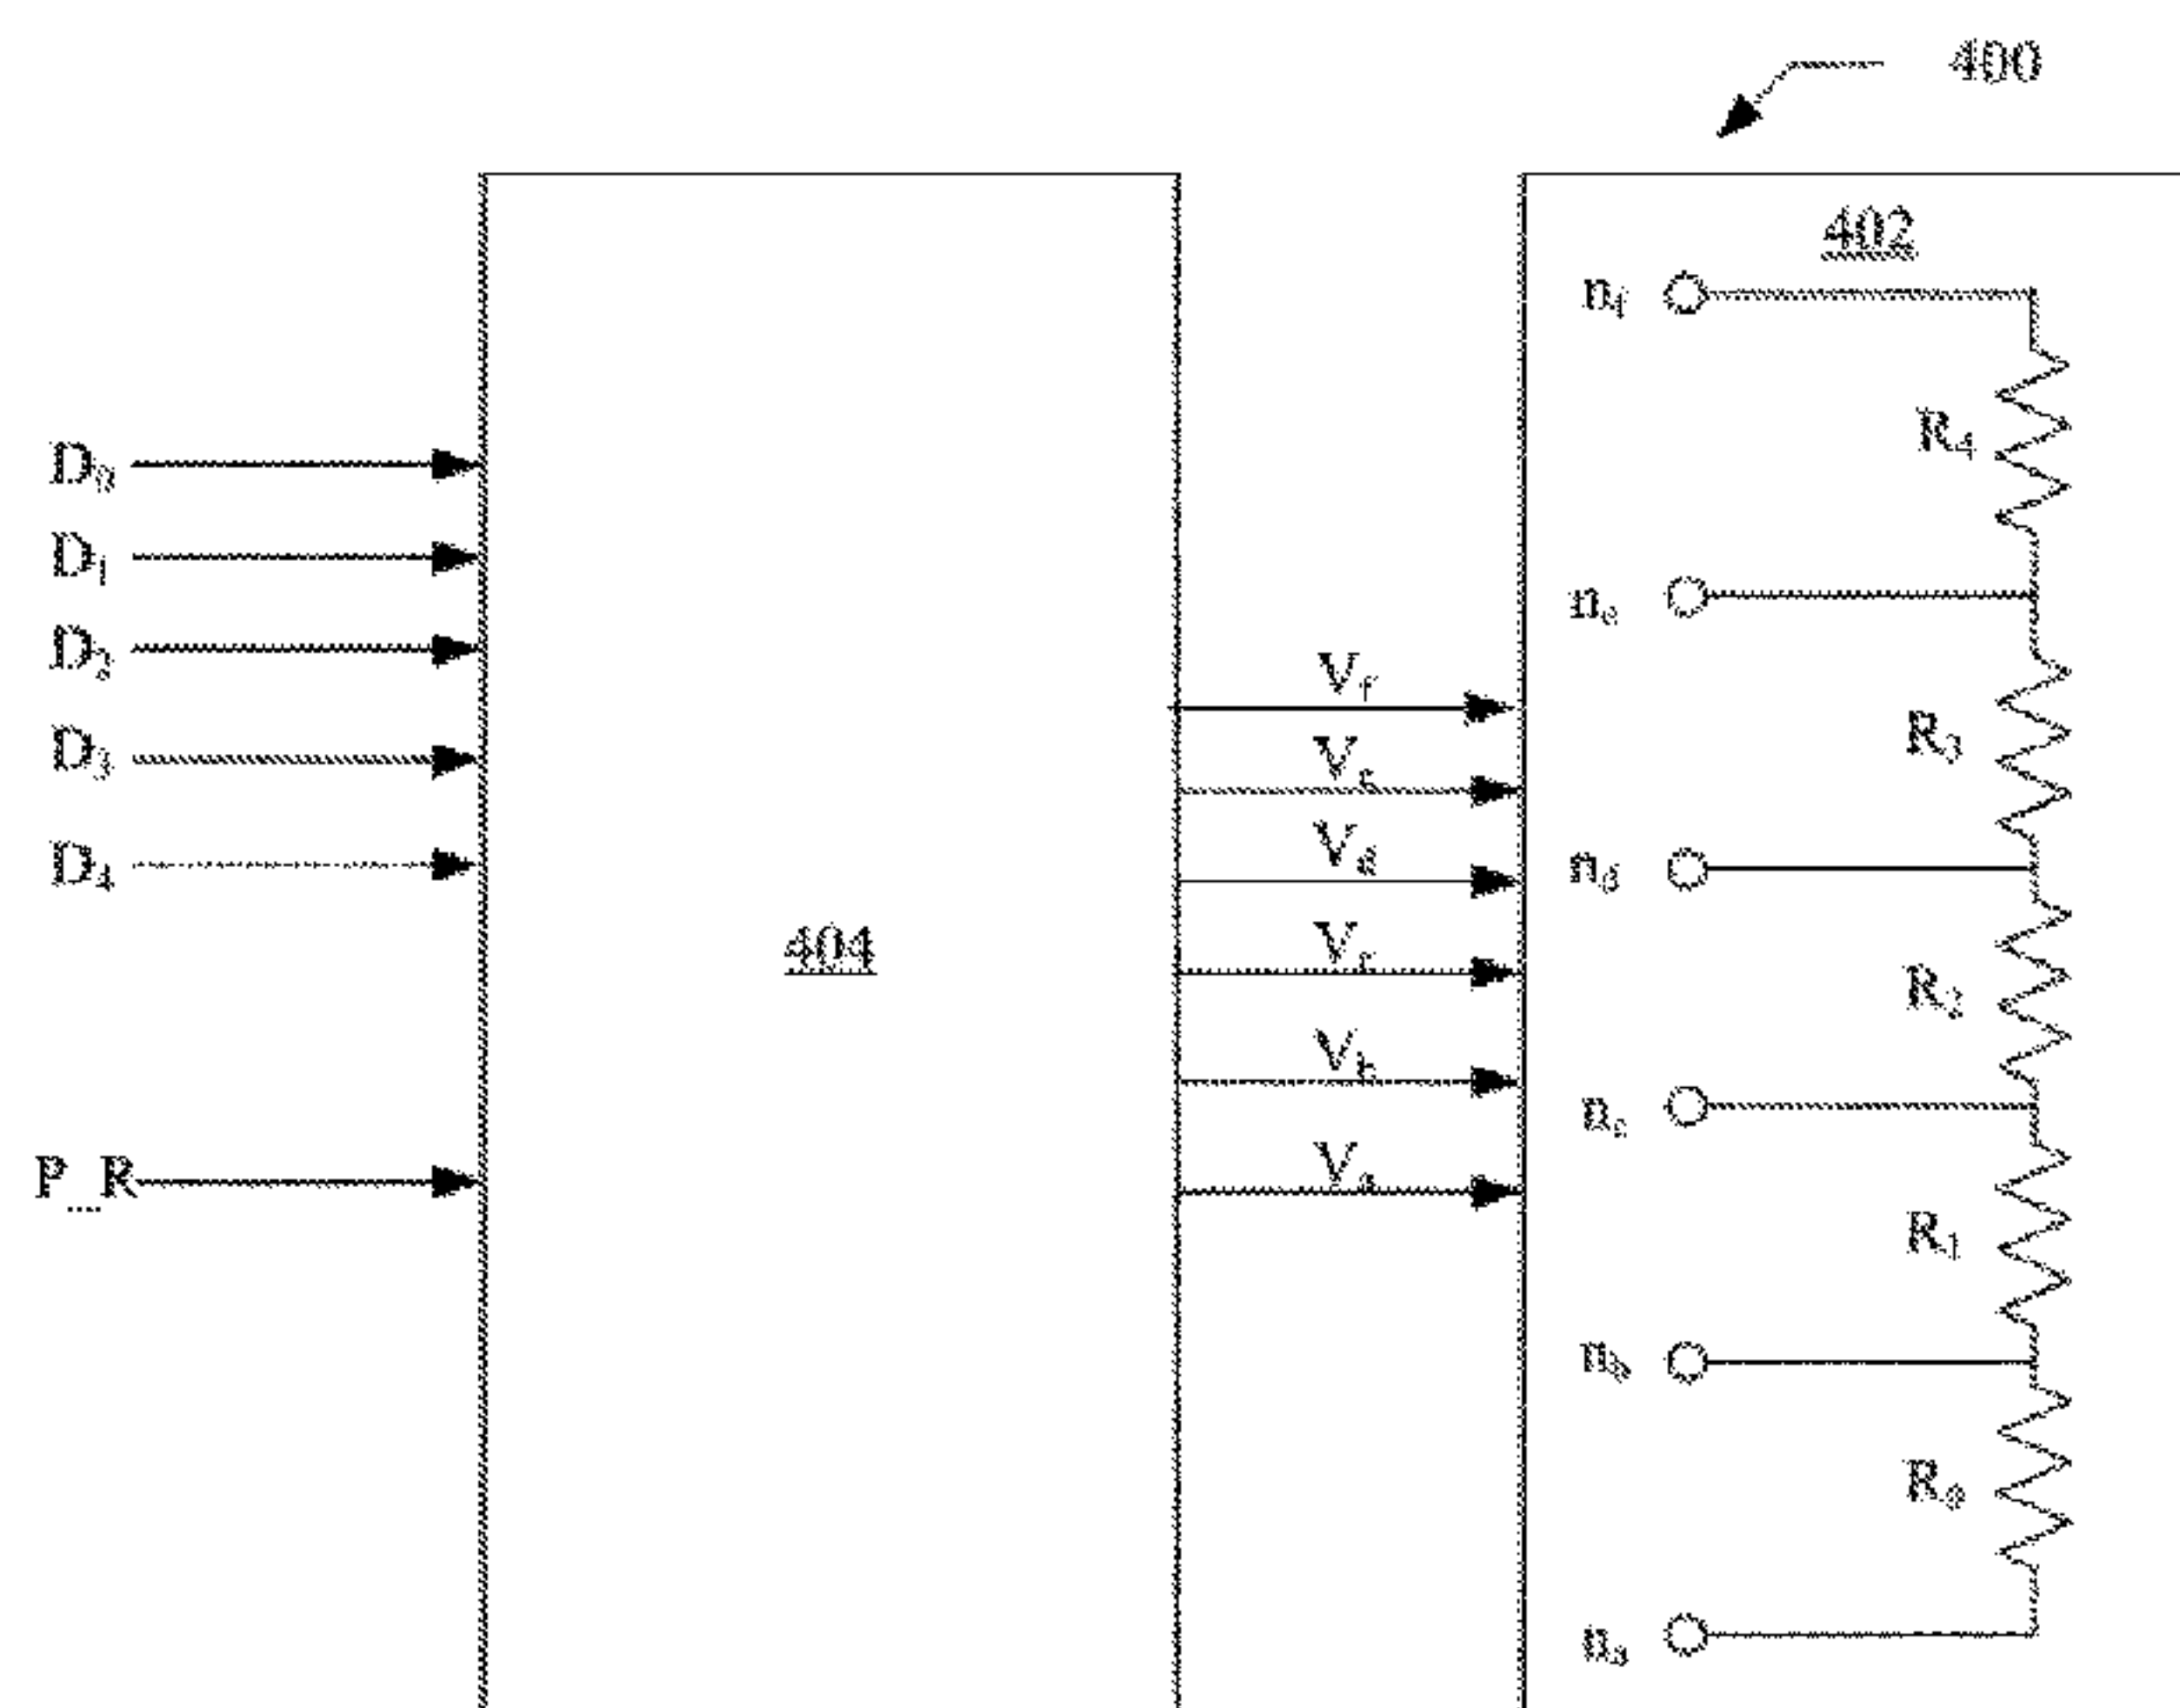 400
402
n_f
R_4
D_0
D_1
n_e
D_2
V_f
R_3
D_3
V_e
V_d
D_4
n_d
404
V_c
R_2
V_b
n_c
P_R
V_a
R_1
n_b
R_0
n_a